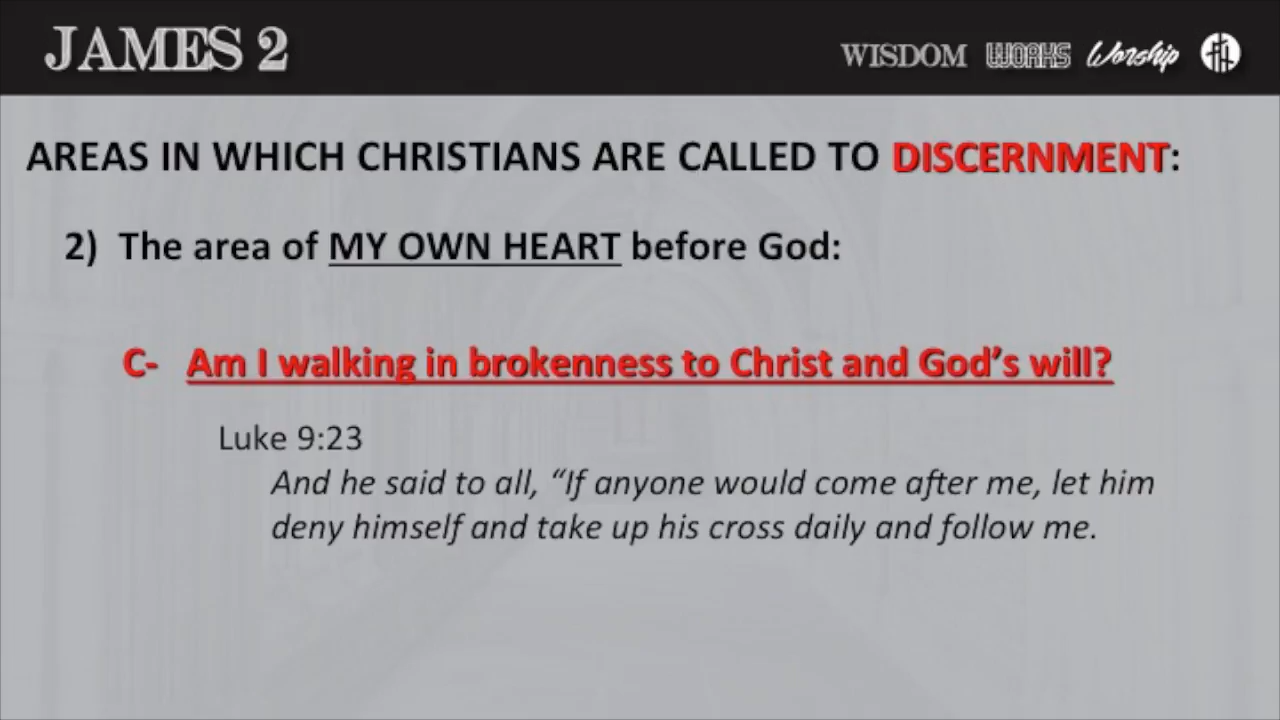 JAMES 2
WISDOM WORKS Worship
AREAS IN WHICH CHRISTIANS ARE CALLED TO DISCERNMENT:
2) The area of MY OWN HEART before God:
C- Am I walking in brokenness to Christ and God’s will?
Luke 9:23
And he said to all, “If anyone would come after me, let him
deny himself and take up his cross daily and follow me.